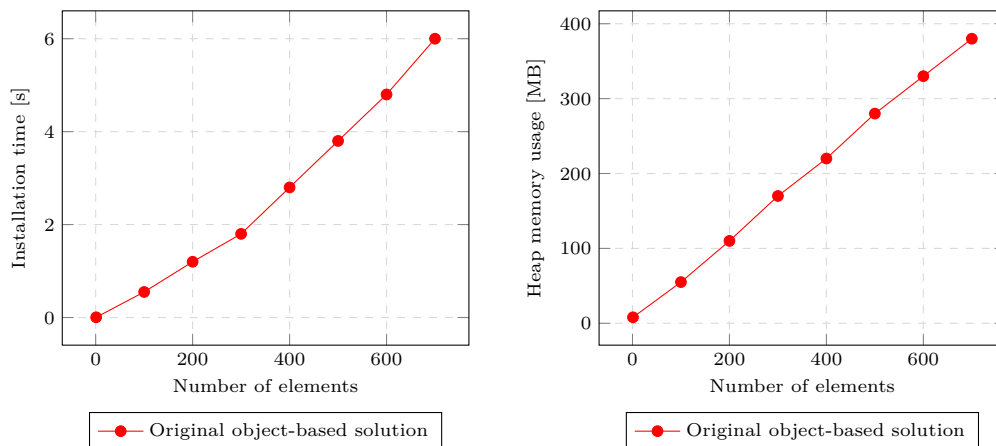 6
4
2
0
Installation time [s]
0 200 400 600
Number of elements
Original object-based solution
400
300
200
100
0
Heap memory usage [MB]
0 200 400 600
Number of elements
Original object-based solution